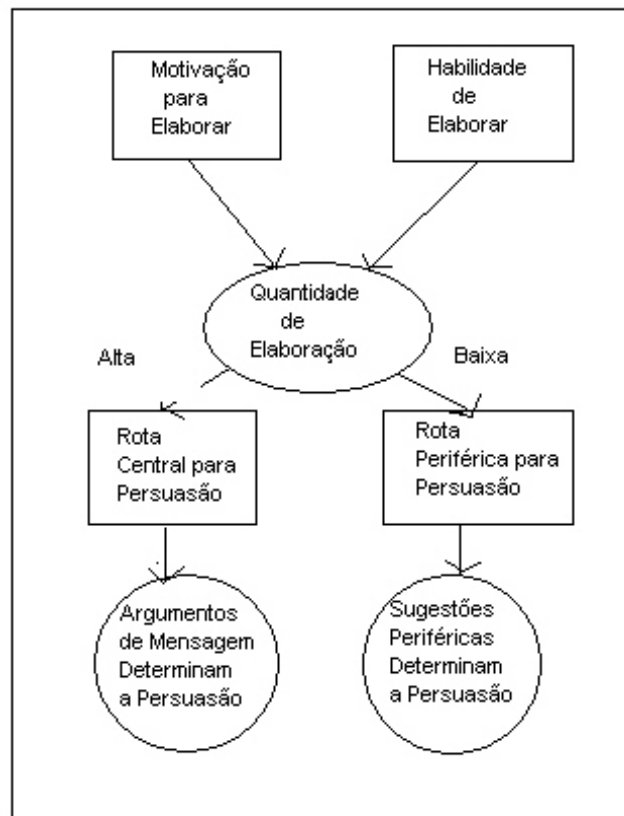 Motivação
para
Elaborar
Habilidade
de
Elaborar
Quantidade
de
Elaboração
Alta
Baixa
Rota
Central para
Persuasão
Rota
Periférica para
Persuasão
Argumentos
de Mensagem
Determinam
a Persuasão
Sugestões
Periféricas
Determinam
a Persuasão